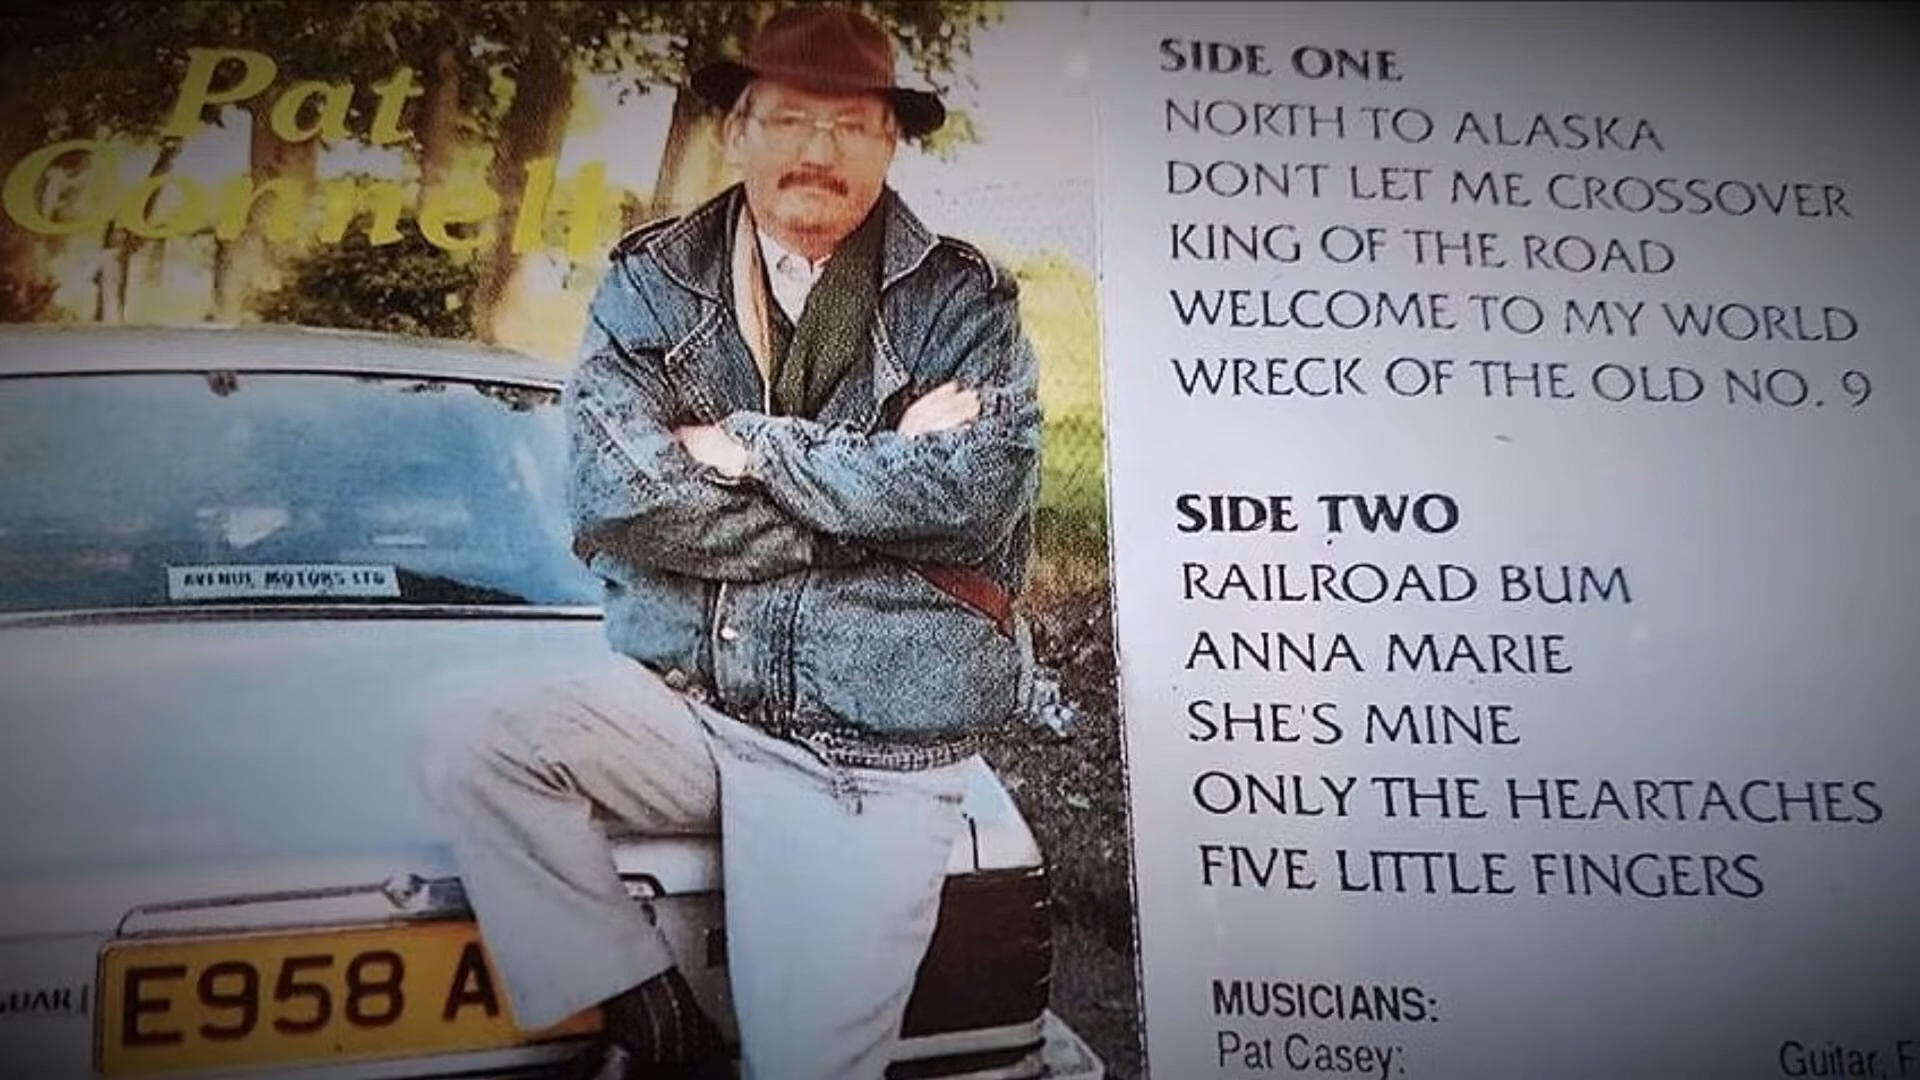 Pat
Connell
AVENUE MOTORS LTD
GUAR
E958 A
SIDE ONE
NORTH TO ALASKA
DON'T LET ME CROSSOVER
KING OF THE ROAD
WELCOME TO MY WORLD
WRECK OF THE OLD NO. 9
SIDE TWO
RAILROAD BUM
ANNA MARIE
SHE'S MINE
ONLY THE HEARTACHES
FIVE LITTLE FINGERS
MUSICIANS:
Pat Casey: Guitar, F